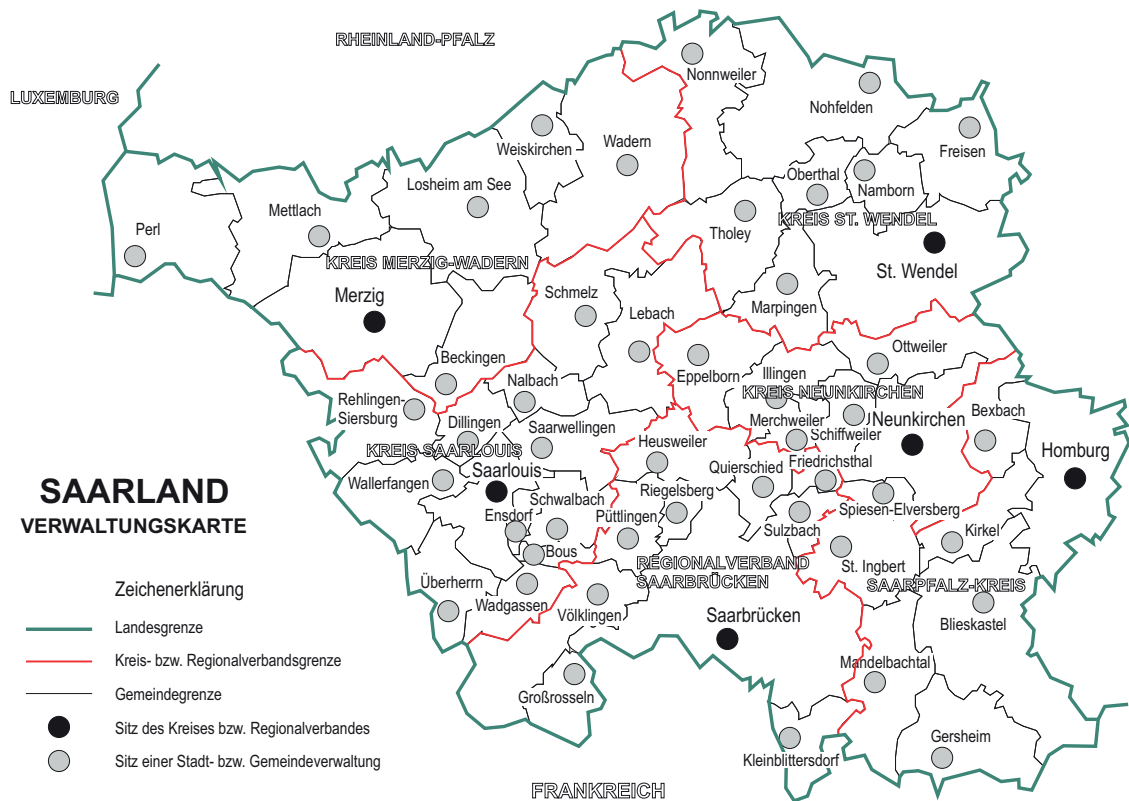 RHEINLAND-PFALZ
LUXEMBURG
Nonnweiler
Nohfelden
Freisen
Weiskirchen
Wadern
Oberthal
Namborn
Losheim am See
Mettlach
Perl
Tholey
KREIS ST. WENDEL
St. Wendel
KREIS MERZIG-WADERN
Merzig
Schmelz
Marpingen
Lebach
Beckingen
Nalbach
Eppelborn
Illingen
Ottweiler
KREIS NEUNKIRCHEN
Rehlingen-
Siersburg
Dillingen
Saarwellingen
Heusweiler
Merchweiler
Schiffweiler
Neunkirchen
Bexbach
Homburg
KREIS SAARLOUIS
Saarlouis
Wallerfangen
Quierschied
Friedrichsthal
Riegelsberg
Schwalbach
Ensdorf
Püttlingen
Sulzbach
Spiesen-Elversberg
Kirkel
Bous
REGIONALVERBAND
SAARBRÜCKEN
St. Ingbert
SAARPFALZ-KREIS
Überherrn
Wadgassen
Völklingen
Saarbrücken
Blieskastel
Mandelbachtal
Großrosseln
Kleinblittersdorf
Gersheim
FRANKREICH
SAARLAND
VERWALTUNGSKARTE
Zeichenerklärung
Landesgrenze
Kreis- bzw. Regionalverbandsgrenze
Gemeindegrenze
Sitz des Kreises bzw. Regionalverbandes
Sitz einer Stadt- bzw. Gemeindeverwaltung